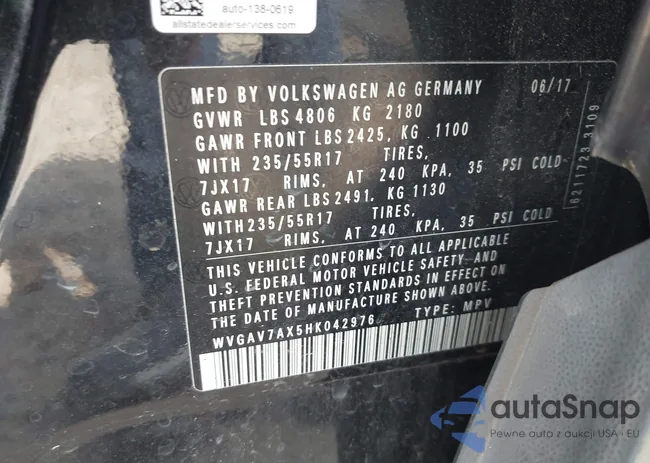 auto-138-0619
allstatedealerservices.com
MFD BY VOLKSWAGEN AG GERMANY 06/17
GVWR LBS 4806 KG 2180
GAWR FRONT LBS 2425, KG 1100
WITH 235/55R17 TIRES,
7JX17 RIMS, AT 240 KPA, 35 PSI COLD
GAWR REAR LBS 2491, KG 1130
WITH 235/55R17 TIRES,
7JX17 RIMS, AT 240 KPA, 35 PSI COLD
THIS VEHICLE CONFORMS TO ALL APPLICABLE
U.S. FEDERAL MOTOR VEHICLE SAFETY- AND
THEFT PREVENTION STANDARDS IN EFFECT ON
THE DATE OF MANUFACTURE SHOWN ABOVE.
WVGAV7AX5HK042976 TYPE: MPV
6211723 3109
autaSnap
Pewne auto z aukcji USA i EU